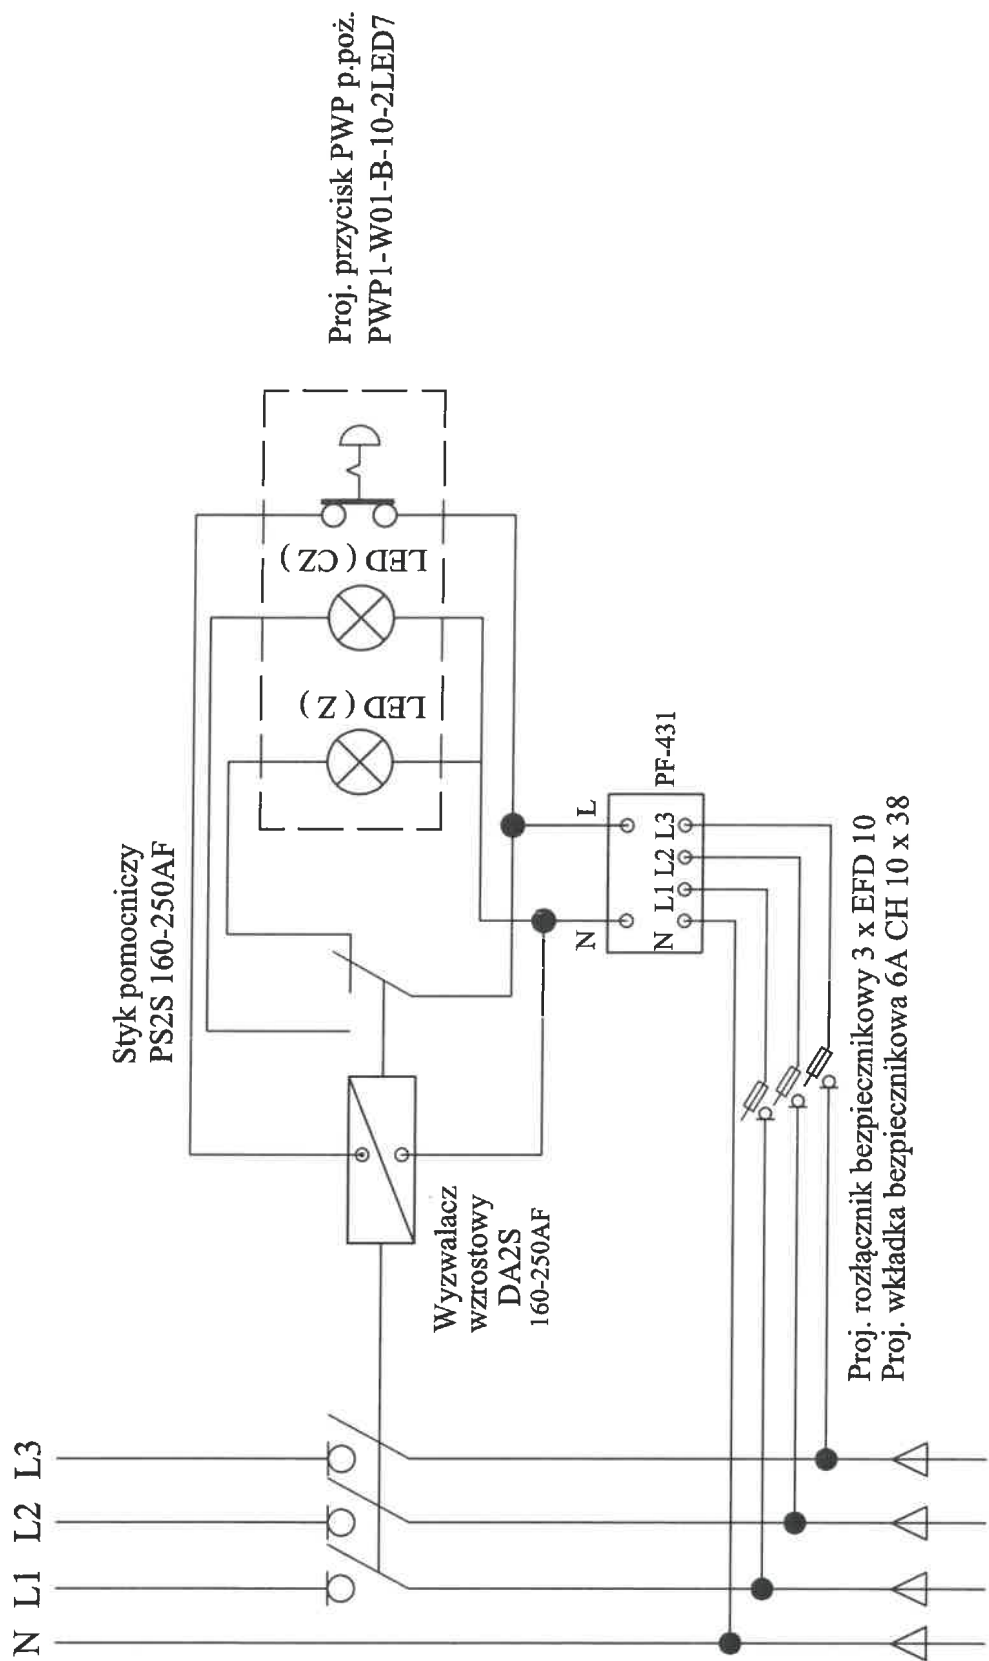 Proj. przycisk PWP p.poż.
PWP1-W01-B-10-2LED7
LED ( CZ )
LED ( Z )
Styk pomocniczy
PS2S 160-250AF
L
N
PF-431
N L1 L2 L3
Wyzwalacz
wzrostowy
DA2S
160-250AF
Proj. rozłącznik bezpiecznikowy 3 x EFD 10
Proj. wkładka bezpiecznikowa 6A CH 10 x 38
N L1 L2 L3